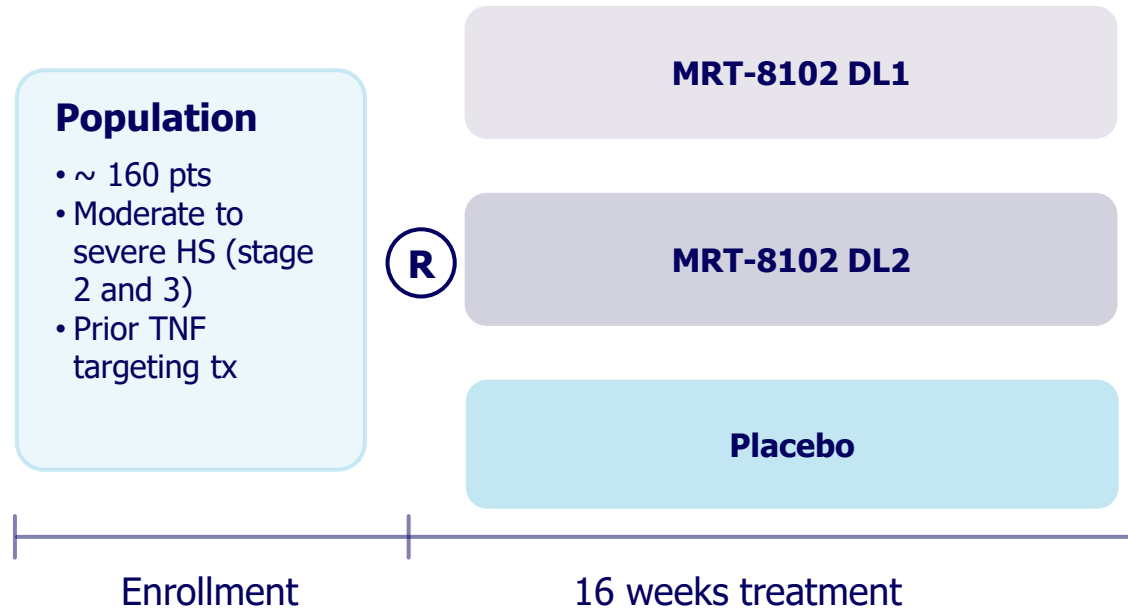 Population
• ~ 160 pts
• Moderate to
severe HS (stage
2 and 3)
• Prior TNF
targeting tx
R
MRT-8102 DL1
MRT-8102 DL2
Placebo
Enrollment
16 weeks treatment